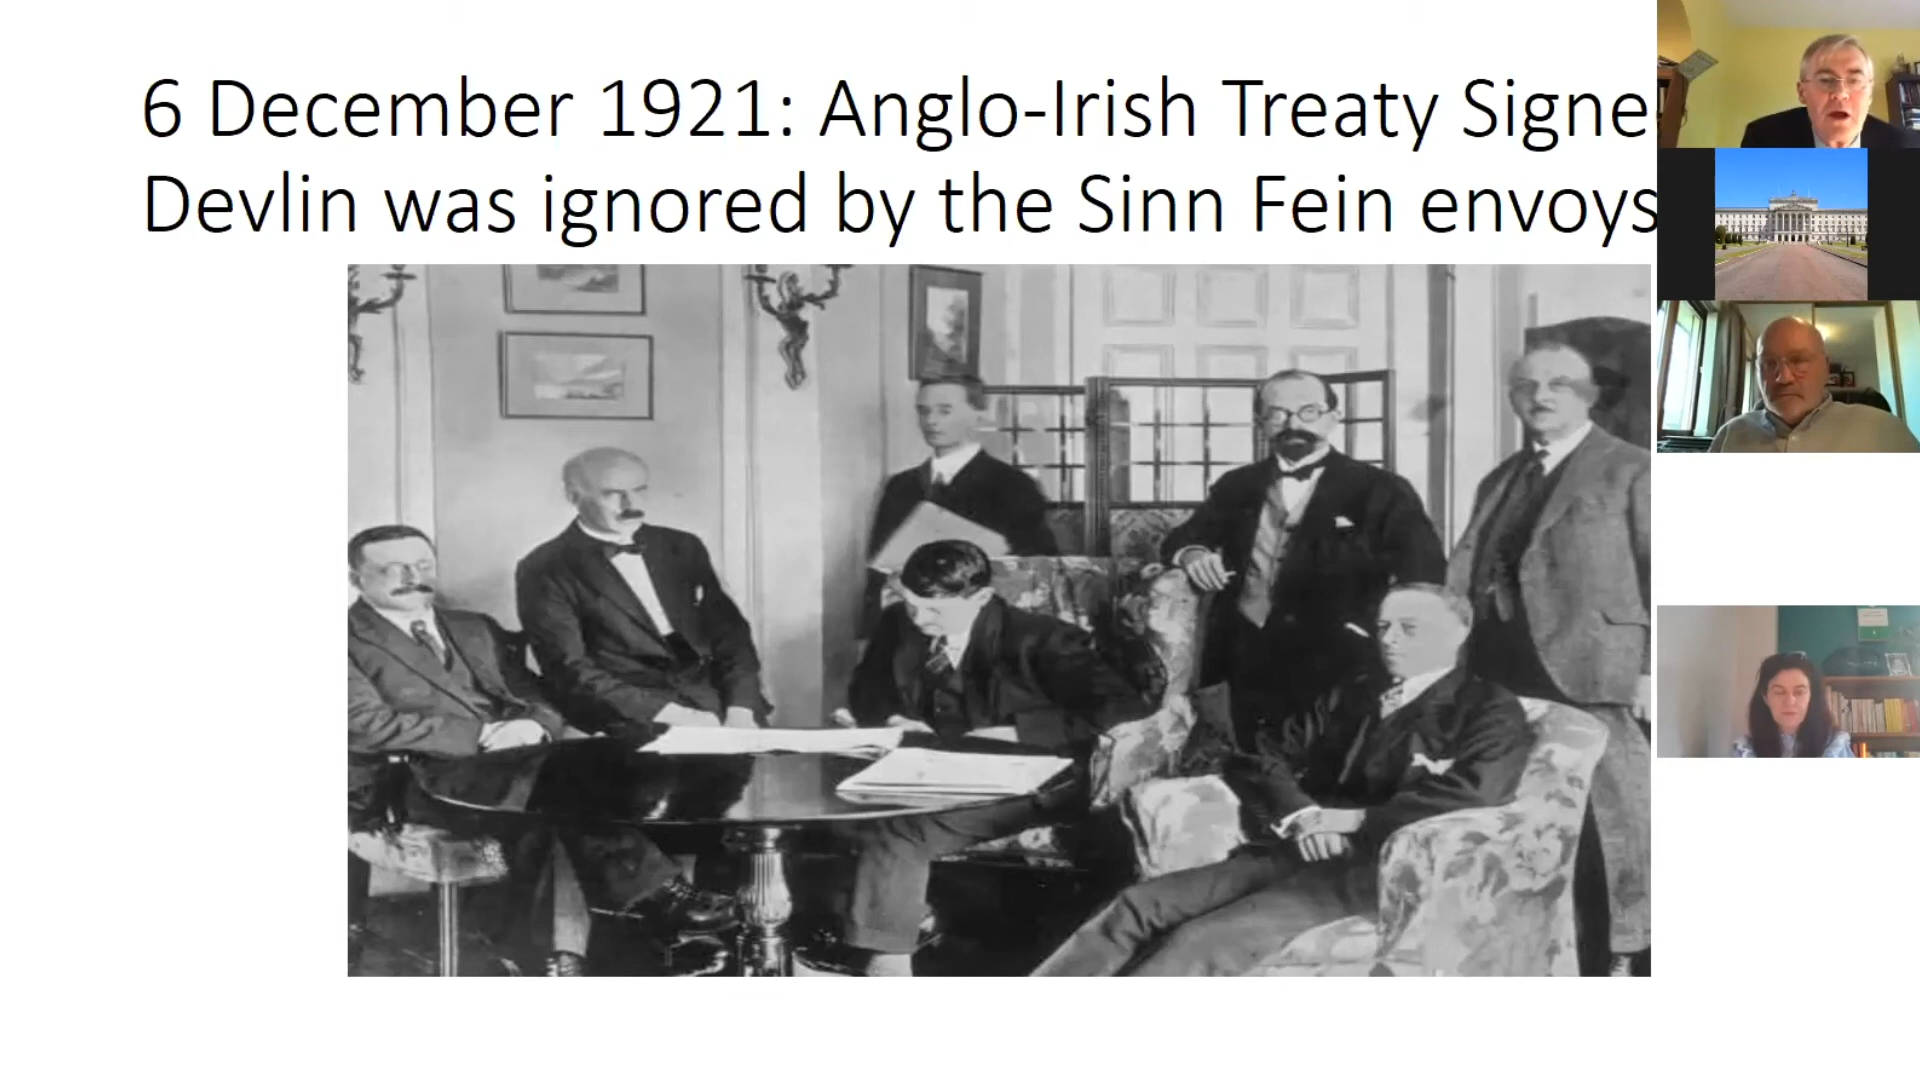 6 December 1921: Anglo-Irish Treaty Signe
Devlin was ignored by the Sinn Fein envoys